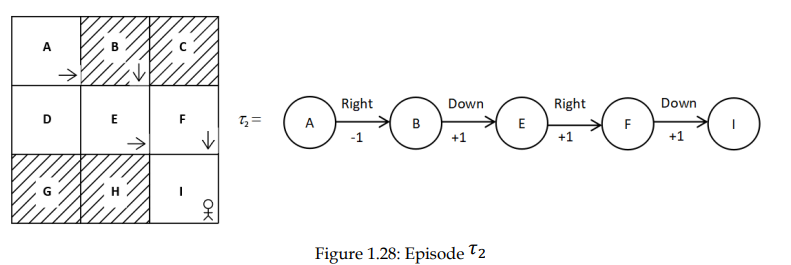 A B C
D E F
G H I
τ₂ =
Right Down Right Down
A B E F I
-1 +1 +1 +1
Figure 1.28: Episode τ₂